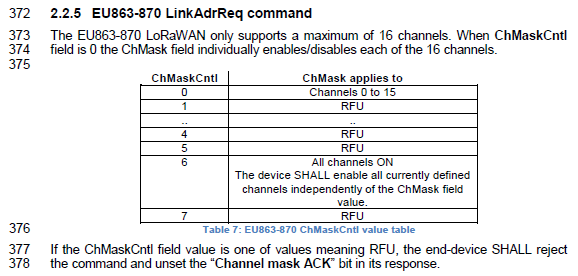 372 2.2.5 EU863-870 LinkAdrReq command
373 The EU863-870 LoRaWAN only supports a maximum of 16 channels. When ChMaskCntl
374 field is 0 the ChMask field individually enables/disables each of the 16 channels.
375
ChMaskCntl ChMask applies to
0 Channels 0 to 15
1 RFU
.. ..
4 RFU
5 RFU
6 All channels ON
The device SHALL enable all currently defined
channels independently of the ChMask field
value.
7 RFU
376 Table 7: EU863-870 ChMaskCntl value table
377 If the ChMaskCntl field value is one of values meaning RFU, the end-device SHALL reject
378 the command and unset the “Channel mask ACK” bit in its response.